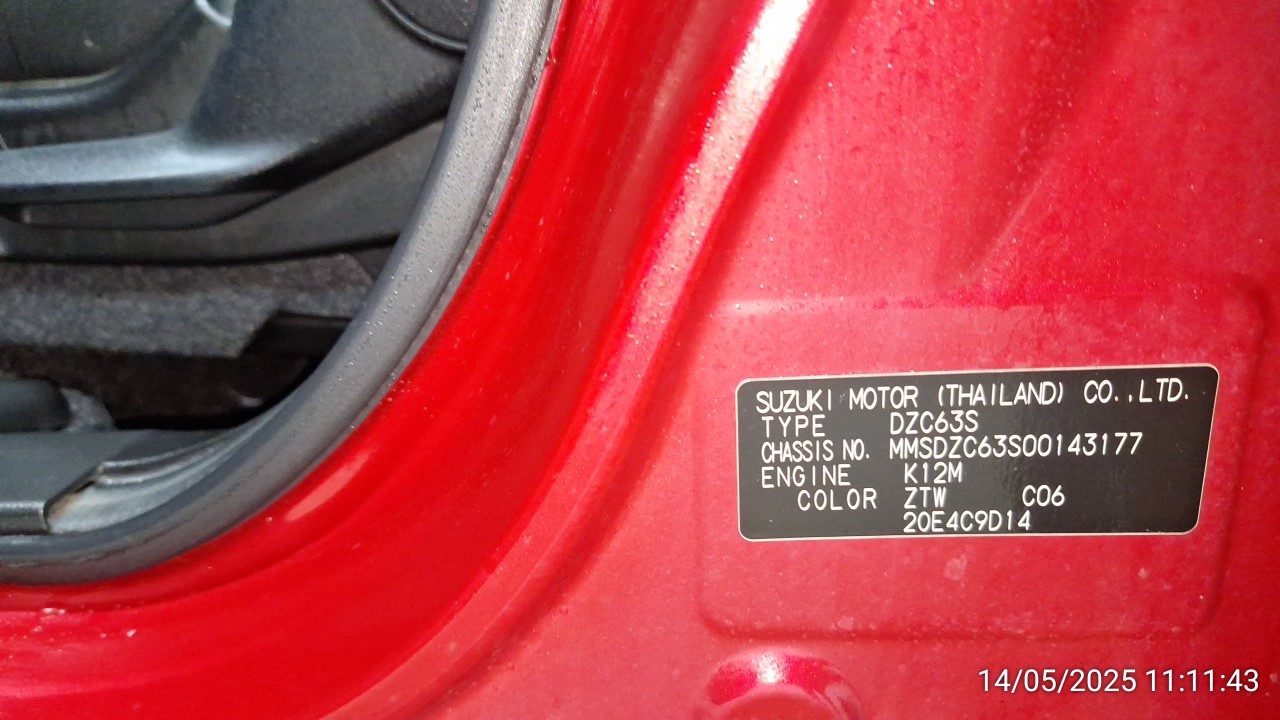 SUZUKI MOTOR (THAILAND) CO.,LTD.
TYPE DZC63S
CHASSIS NO. MMSDZC63S00143177
ENGINE K12M
COLOR ZTW C06
20E4C9D14
14/05/2025 11:11:43